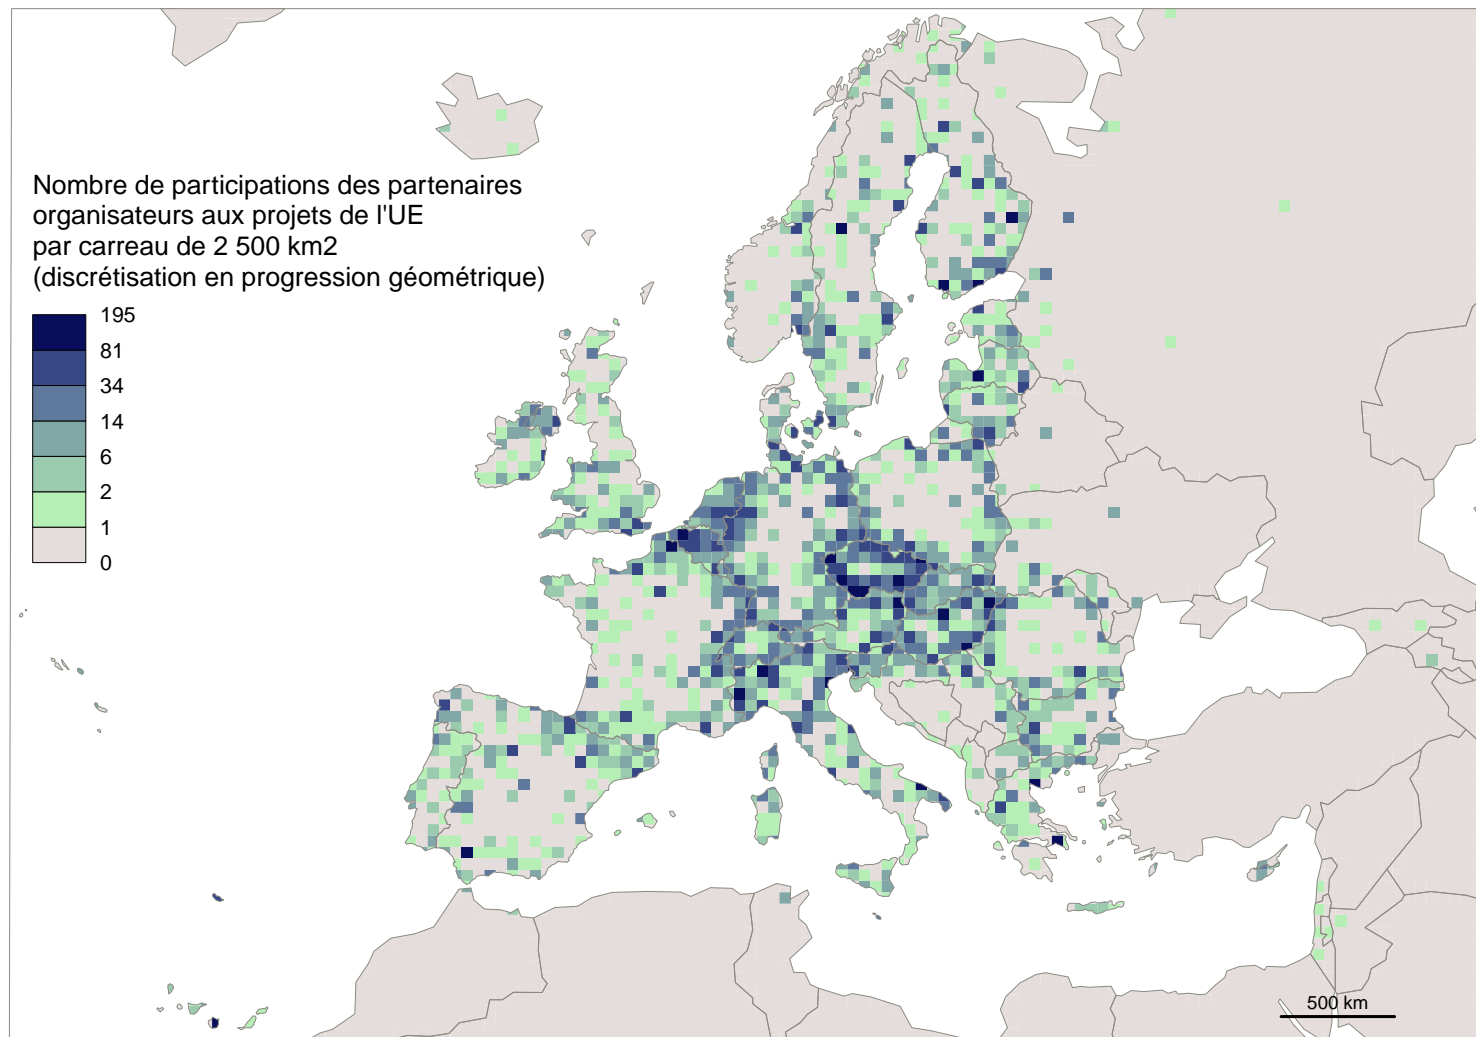 Nombre de participations des partenaires
organisateurs aux projets de l'UE
par carreau de 2 500 km2
(discrétisation en progression géométrique)
195
81
34
14
6
2
1
0
500 km